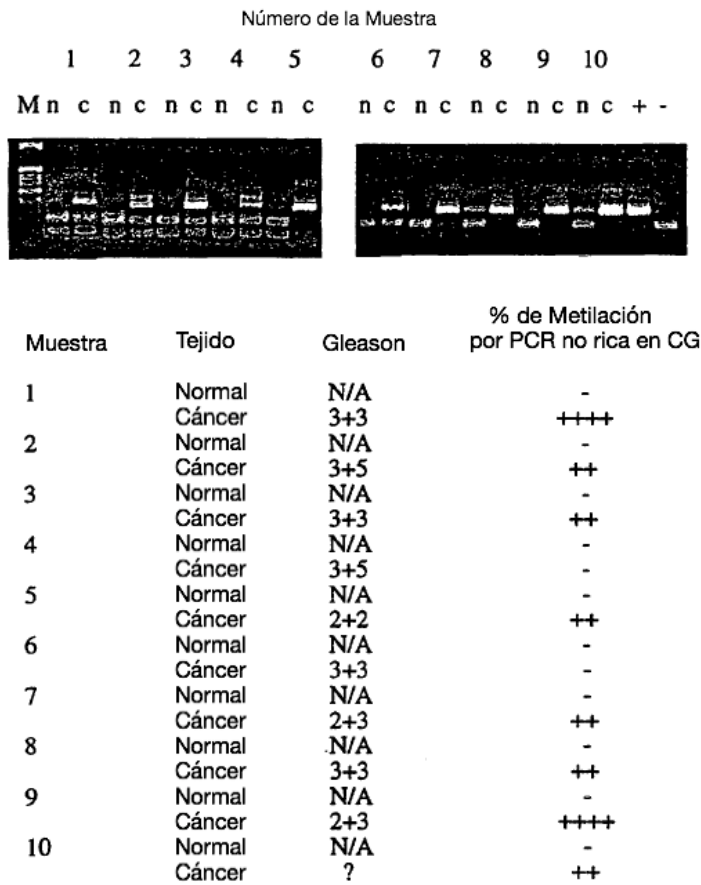 Número de la Muestra
1 2 3 4 5 6 7 8 9 10
M n c n c n c n c n c n c n c n c n c n c + -
% de Metilación
Muestra Tejido Gleason por PCR no rica en CG
1 Normal N/A -
Cáncer 3+3 ++++
2 Normal N/A -
Cáncer 3+5 ++
3 Normal N/A -
Cáncer 3+3 ++
4 Normal N/A -
Cáncer 3+5 -
5 Normal N/A -
Cáncer 2+2 ++
6 Normal N/A -
Cáncer 3+3 -
7 Normal N/A -
Cáncer 2+3 ++
8 Normal N/A -
Cáncer 3+3 ++
9 Normal N/A -
Cáncer 2+3 ++++
10 Normal N/A -
Cáncer ? ++